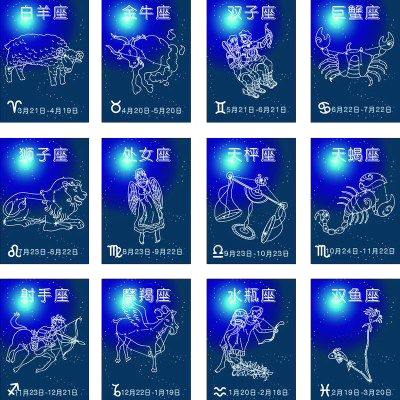 白羊座
♈3月21日-4月19日
金牛座
♉4月20日-5月20日
双子座
♊5月21日-6月21日
巨蟹座
♋6月22日-7月22日
狮子座
♌7月23日-8月22日
处女座
♍8月23日-9月22日
天枰座
♎9月23日-10月23日
天蝎座
♏10月24日-11月22日
射手座
♐11月23日-12月21日
摩羯座
♑12月22日-1月19日
水瓶座
♒1月20日-2月18日
双鱼座
♓2月19日-3月20日